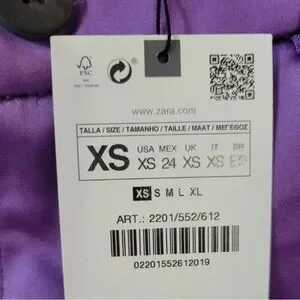 FSC
www.zara.com
TALLA / SIZE / TAMANHO / TAILLE / MAAT / ΜΕΓΕΘΟΣ
XS
USA MEX UK IT BR
XS 24 XS XS
XS S M L XL
ART.: 2201/552/612
02201552612019